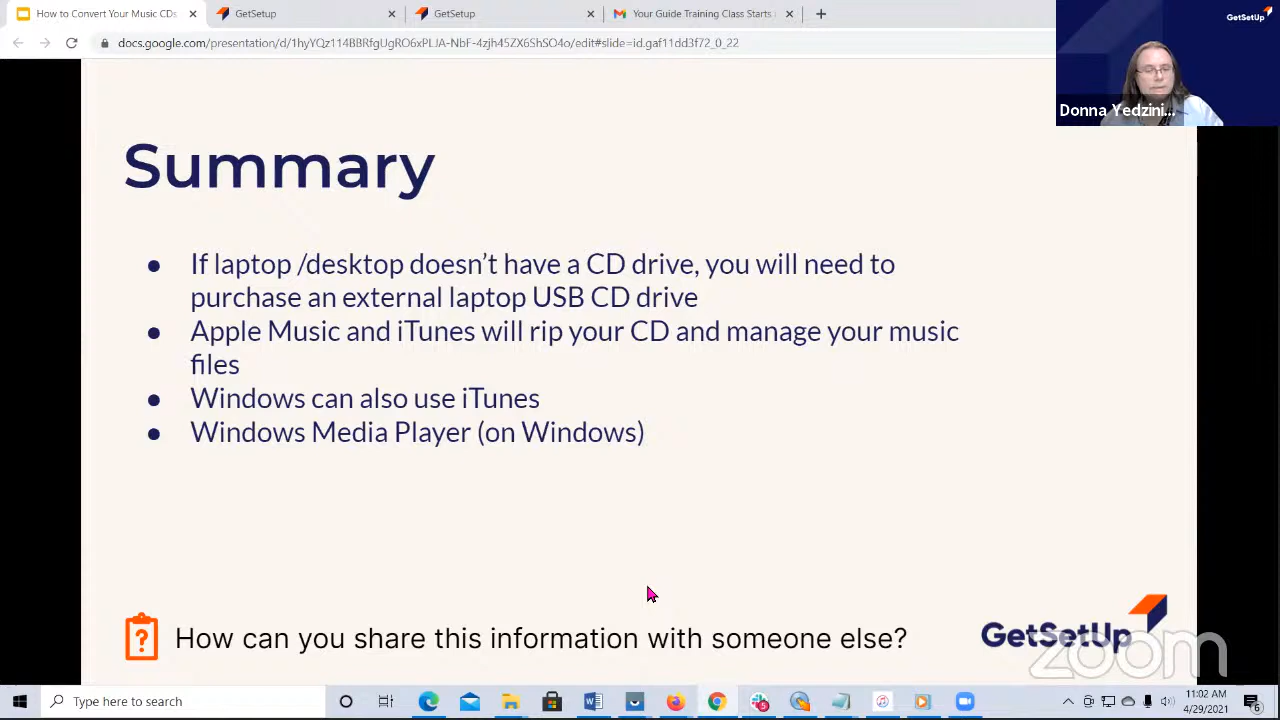 How to Convert Your Music CDs
GetSetUp
GetSetUp
Your Guide Training Class Starts
docs.google.com/presentation/d/1hyYQz114BBRfgUgRO6xPLJA-NbF-4zjh45ZX6ShSO4o/edit#slide=id.gaf11dd3f72_0_22
GetSetUp
Donna Yedzini...
Summary
● If laptop /desktop doesn’t have a CD drive, you will need to
purchase an external laptop USB CD drive
● Apple Music and iTunes will rip your CD and manage your music
files
● Windows can also use iTunes
● Windows Media Player (on Windows)
How can you share this information with someone else?
GetSetUp
zoom
Type here to search
11:02 AM
4/29/2021